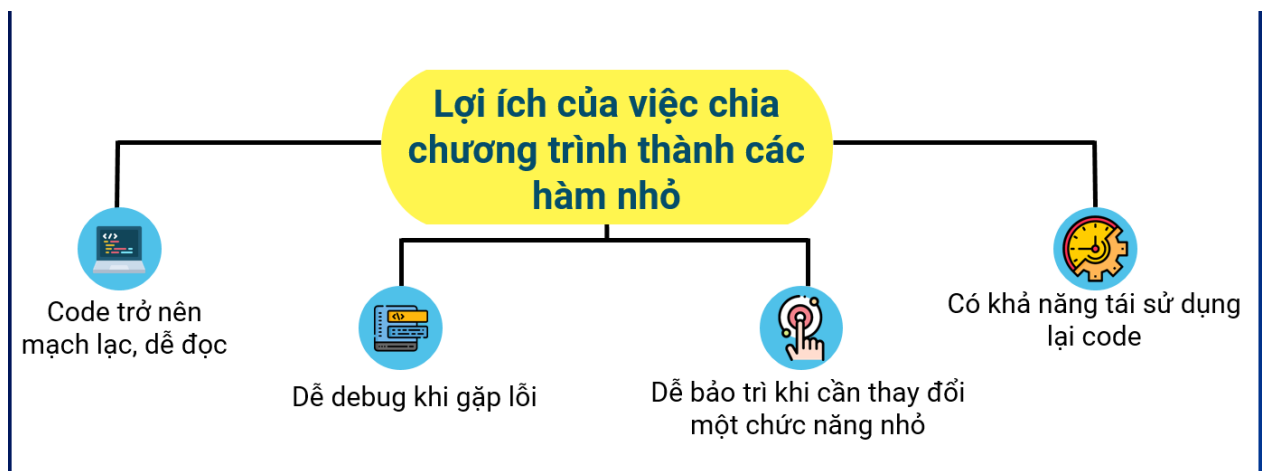 Lợi ích của việc chia
chương trình thành các
hàm nhỏ
Code trở nên
mạch lạc, dễ đọc
Dễ debug khi gặp lỗi
Dễ bảo trì khi cần thay đổi
một chức năng nhỏ
Có khả năng tái sử dụng
lại code